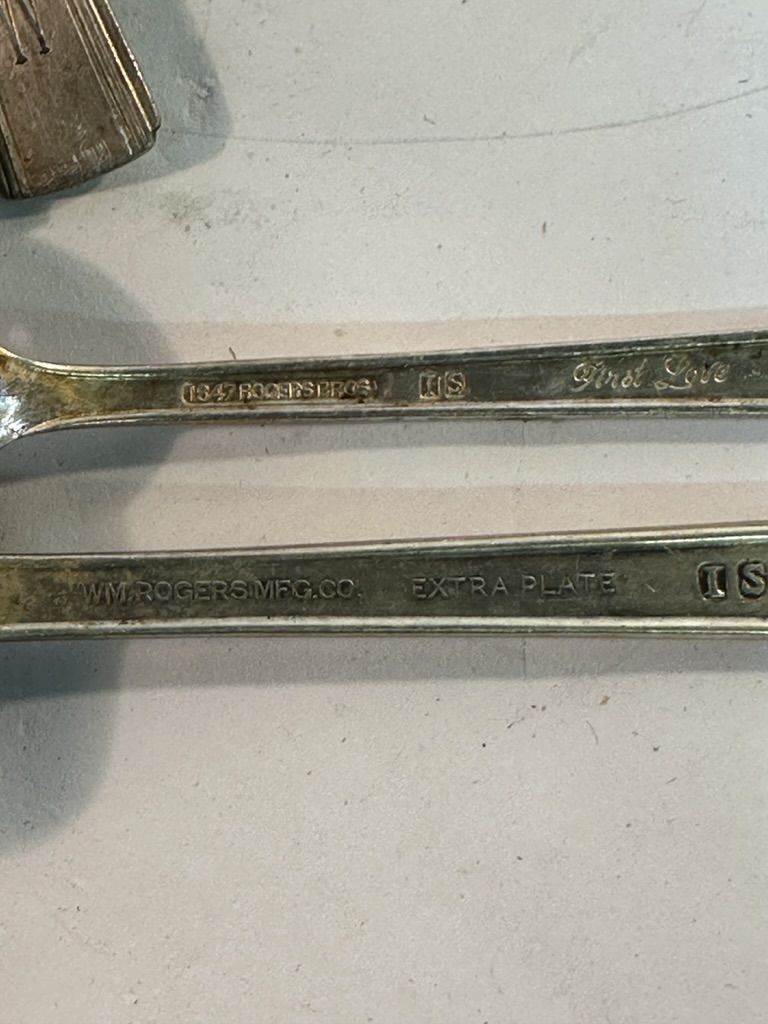 1847 ROGERS BROS. IS First Love
WM. ROGERS MFG. CO. EXTRA PLATE IS